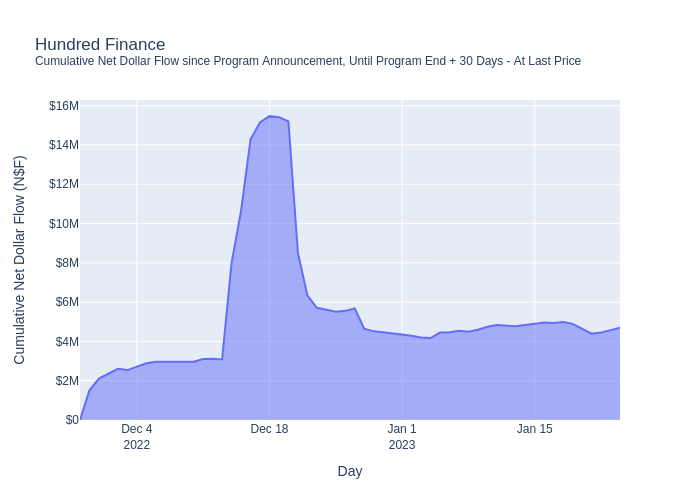 Hundred Finance
Cumulative Net Dollar Flow since Program Announcement, Until Program End + 30 Days - At Last Price
Cumulative Net Dollar Flow (N$F)
$16M
$14M
$12M
$10M
$8M
$6M
$4M
$2M
$0
Dec 4
2022
Dec 18
Jan 1
2023
Jan 15
Day